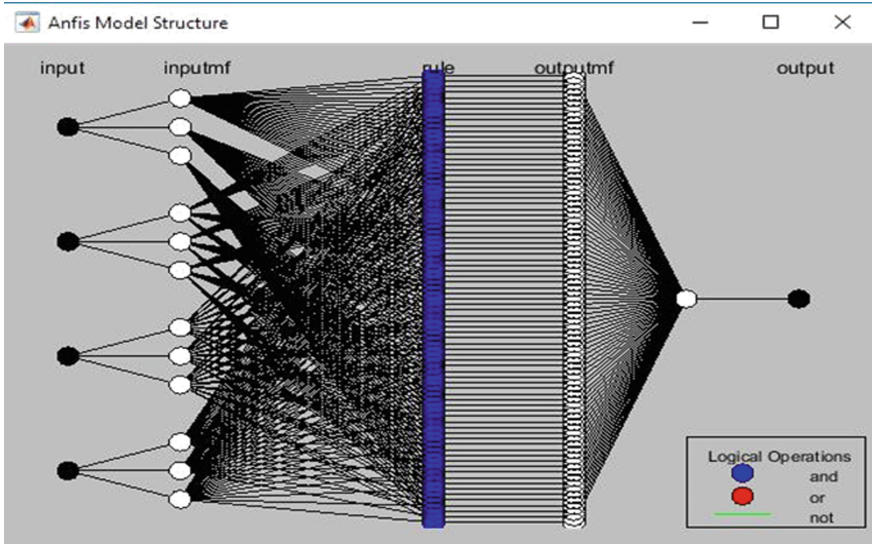 Anfis Model Structure
input inputmf rule outputmf output
Logical Operations
and
or
not